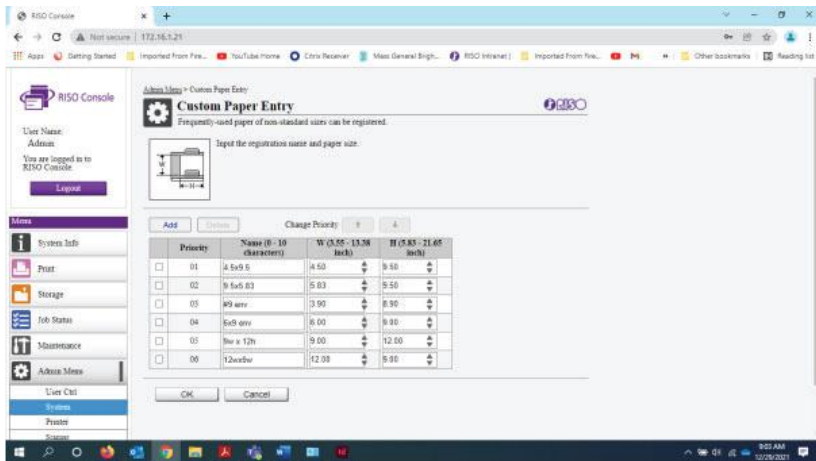 RISO Console
Not secure | 172.16.1.21
Apps Getting Started Imported From Fire... YouTube Home Citrix Receiver Mass General Brigh... RISO Intranet | Imported From Fire... M Other bookmarks Reading list
RISO Console
User Name:
Admin
You are logged in to
RISO Console.
Logout
Admin Menu > Custom Paper Entry
Custom Paper Entry
RISO
Frequently-used paper of non-standard sizes can be registered.
Input the registration name and paper size.
W
H
Add Delete Change Priority
Priority Name (0 - 10 characters) W (3.55 - 13.38 inch) H (5.83 - 21.65 inch)
01 4.5x9.5 4.50 9.50
02 9.5x5.83 5.83 9.50
03 #9 env 3.90 8.90
04 6x9 env 6.00 9.00
05 9w x 12h 9.00 12.00
06 12wx9w 12.00 9.00
OK Cancel
Menu
System Info
Print
Storage
Job Status
Maintenance
Admin Menu
User Ctrl
System
Printer
Scanner
9:03 AM
12/29/2021